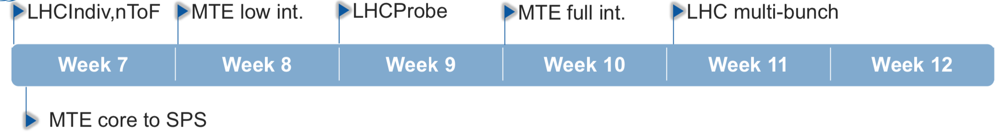 LHCIndiv,nToF MTE low int. LHCProbe MTE full int. LHC multi-bunch
Week 7 Week 8 Week 9 Week 10 Week 11 Week 12
MTE core to SPS